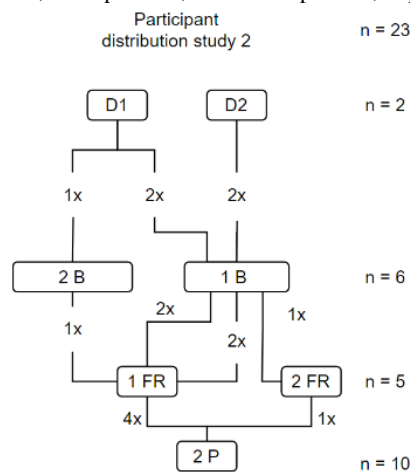 Participant
distribution study 2
n = 23
D1
D2
n = 2
1x
2x
2x
2 B
1 B
n = 6
1x
2x
2x
1x
1 FR
2 FR
n = 5
4x
1x
2 P
n = 10